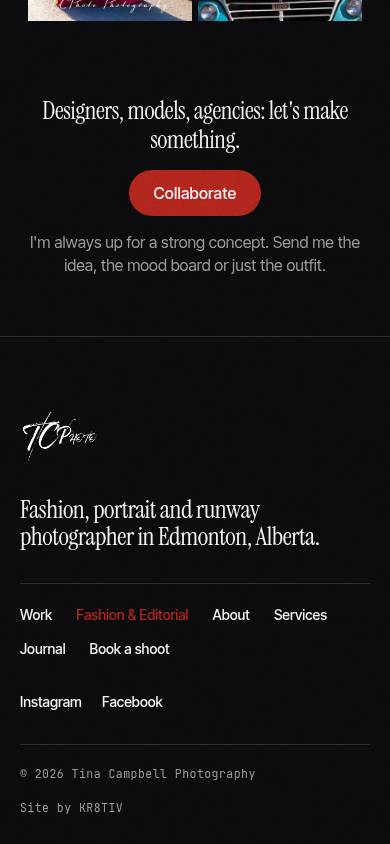 Photo Photography
Designers, models, agencies: let's make
something.
Collaborate
I'm always up for a strong concept. Send me the
idea, the mood board or just the outfit.
TCPhoto
Fashion, portrait and runway
photographer in Edmonton, Alberta.
Work Fashion & Editorial About Services
Journal Book a shoot
Instagram Facebook
© 2026 Tina Campbell Photography
Site by KR8TIV